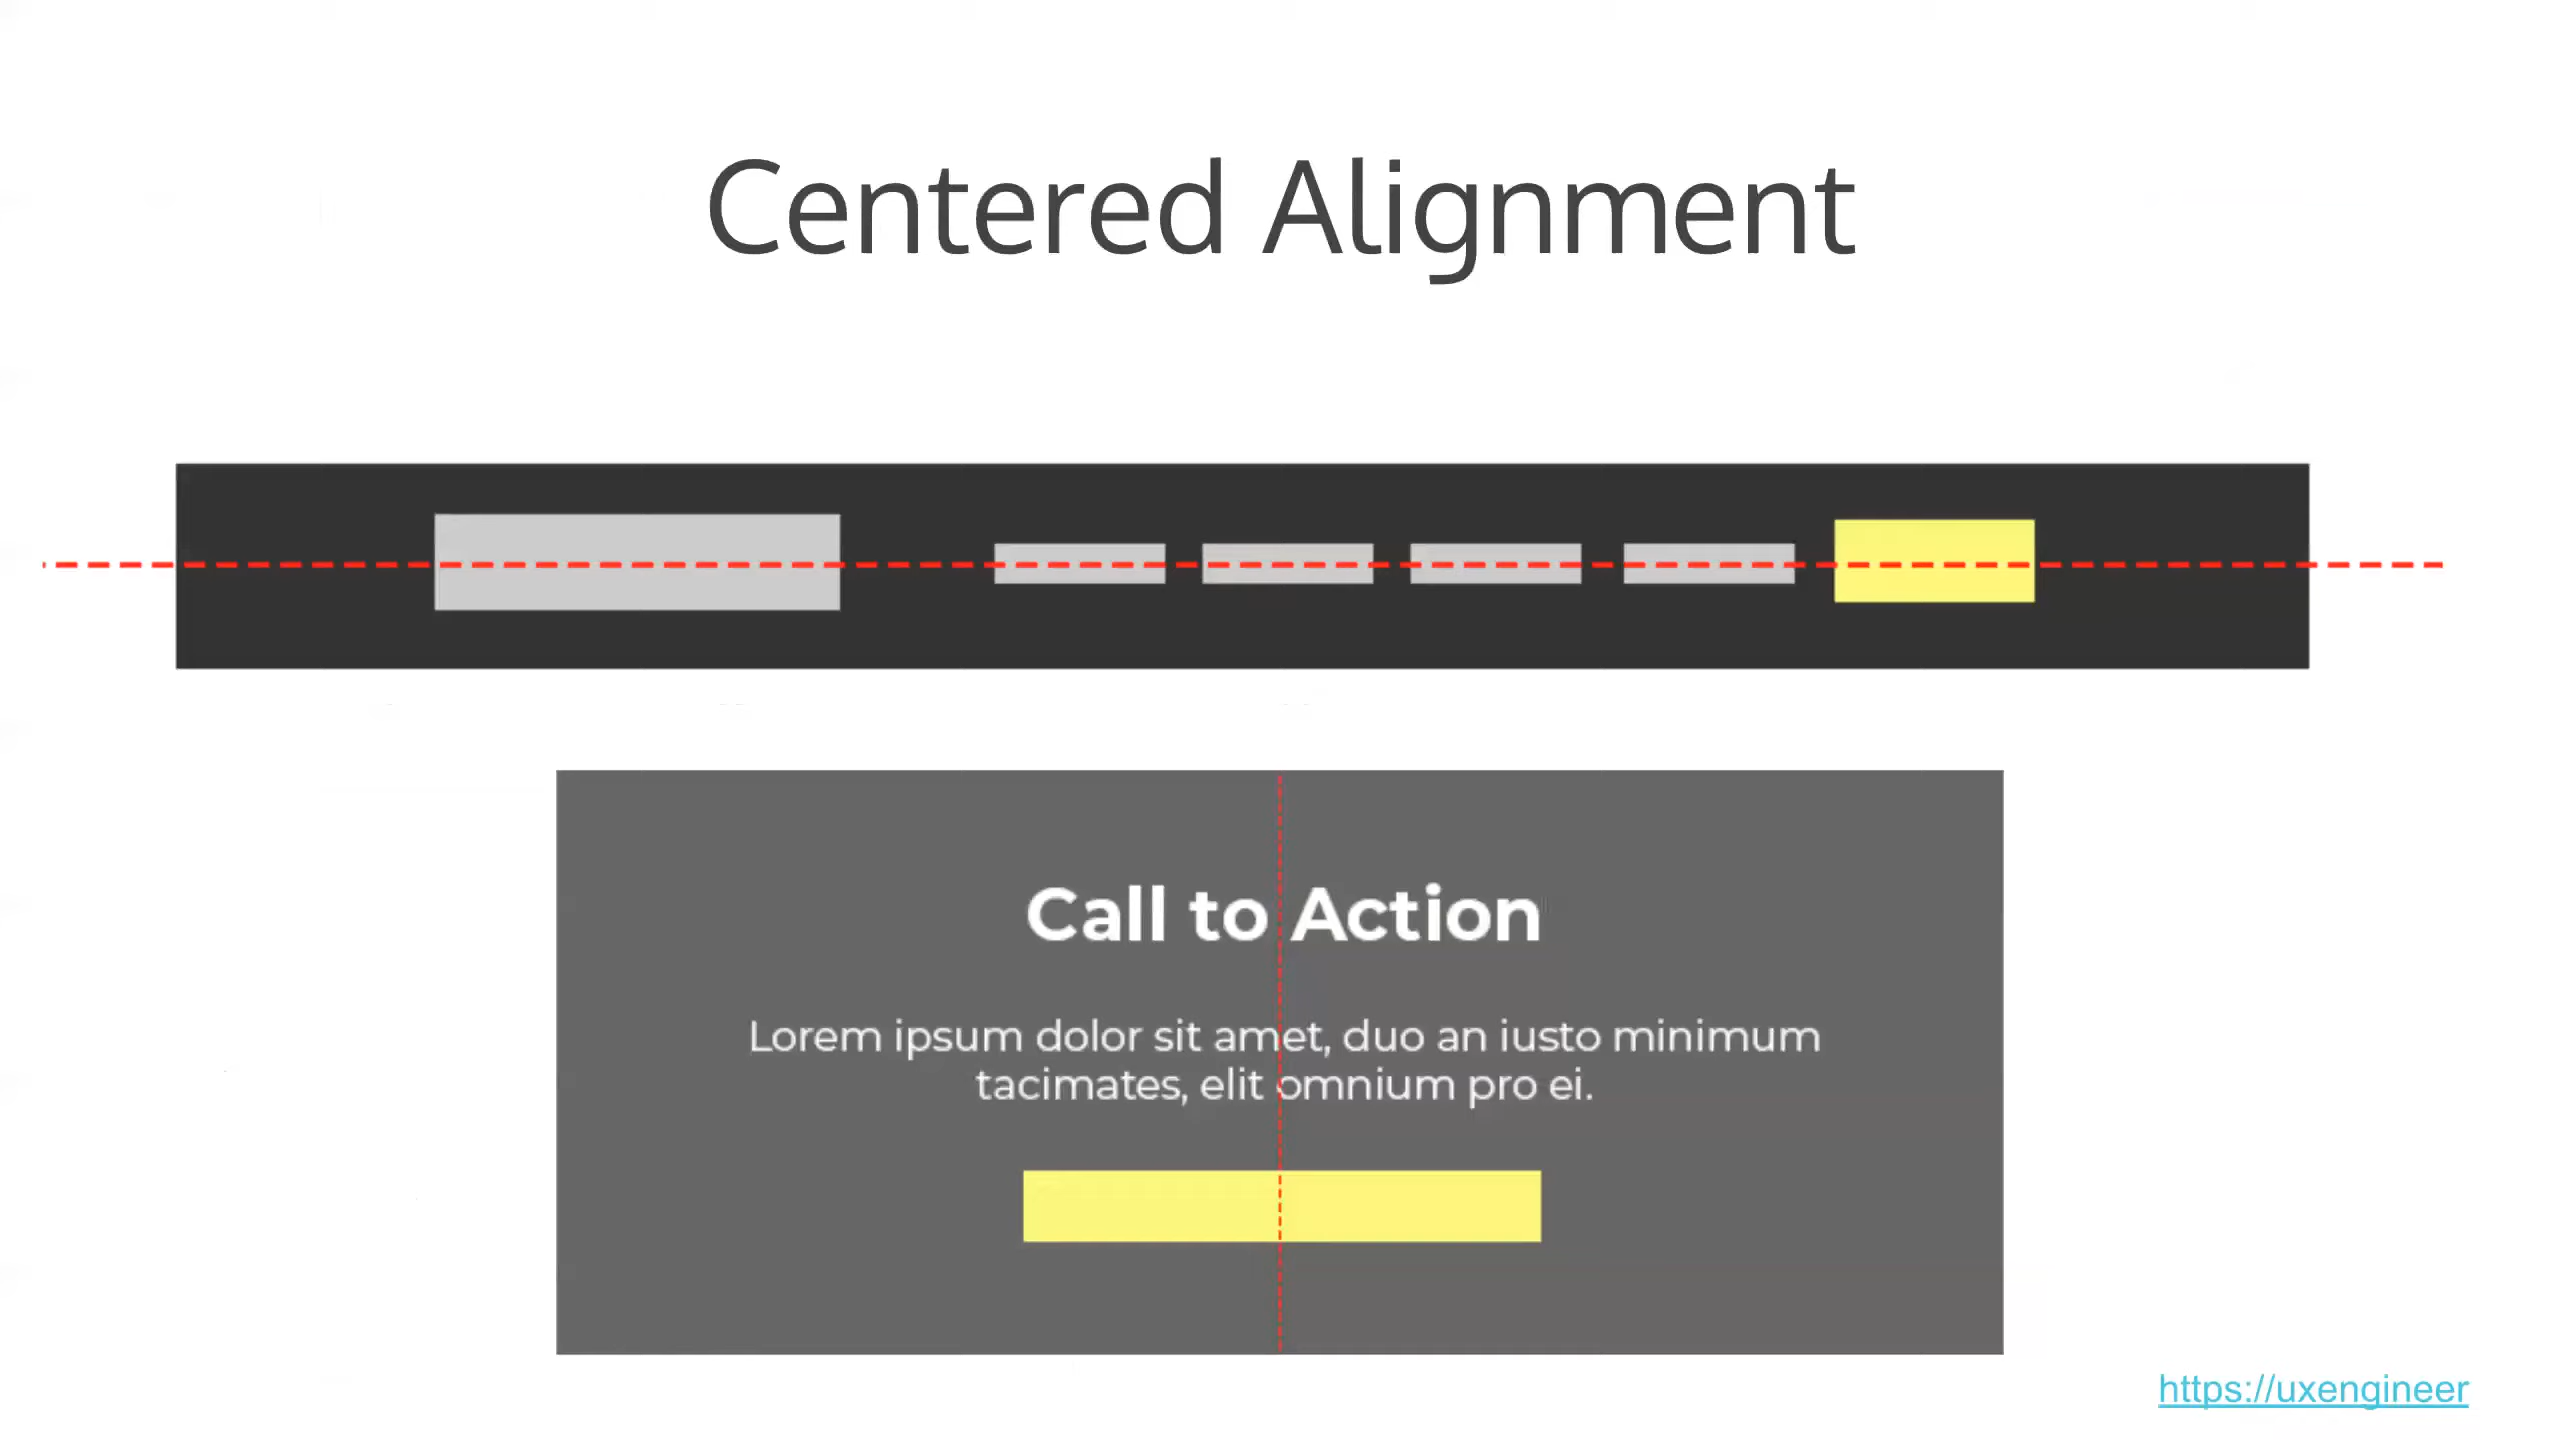 Centered Alignment
Call to Action
Lorem ipsum dolor sit amet, duo an iusto minimum
tacimates, elit omnium pro ei.
https://uxengineer